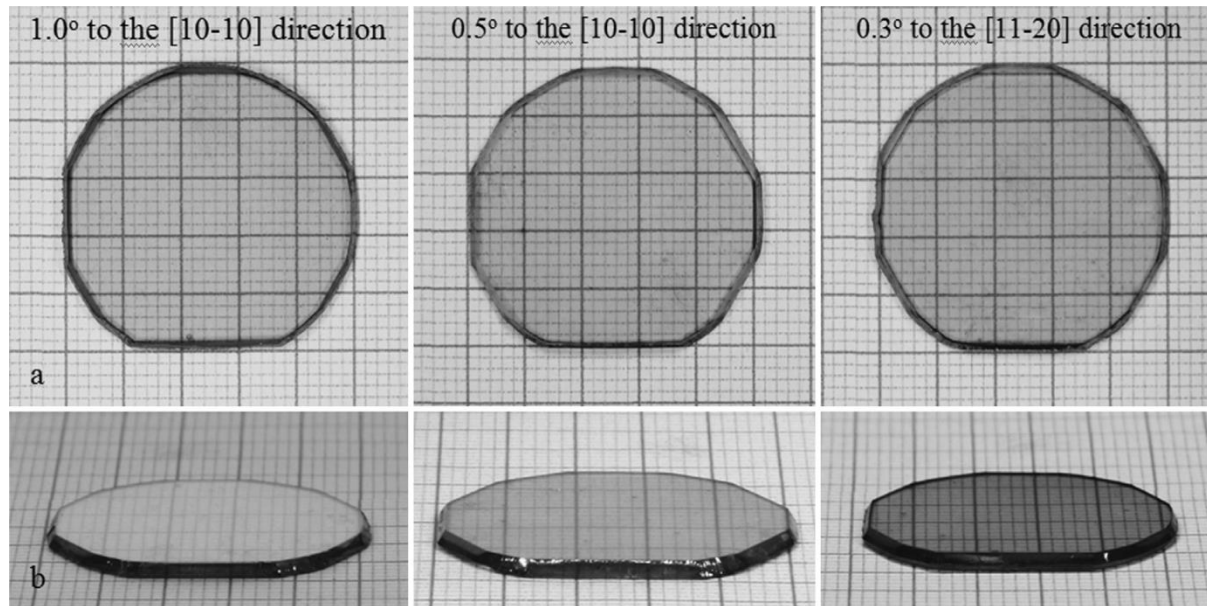 1.0° to the [10-10] direction
0.5° to the [10-10] direction
0.3° to the [11-20] direction
a
b